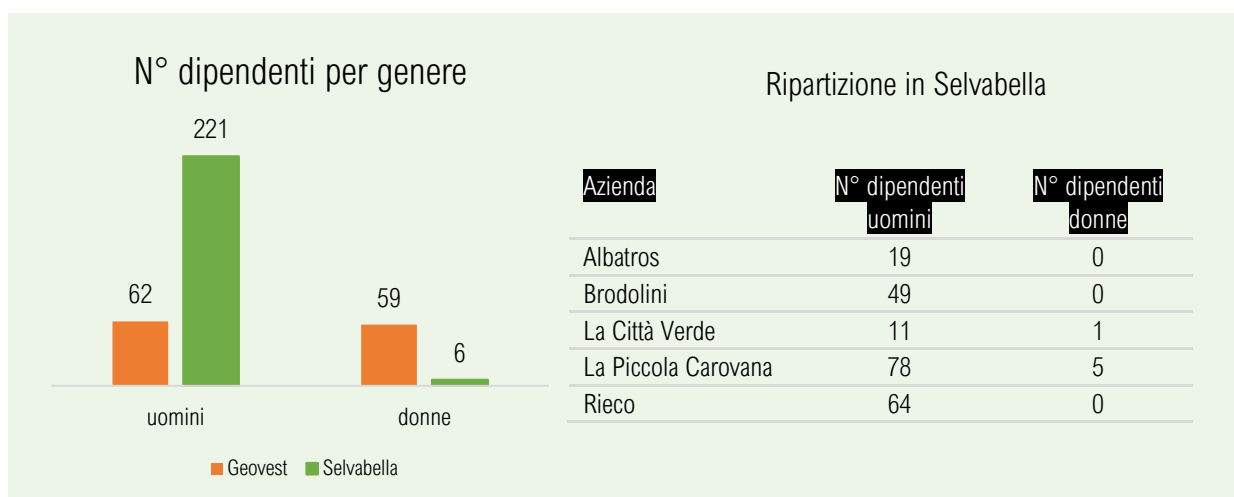 N° dipendenti per genere
221
62
59
6
uomini
donne
Geovest
Selvabella
Ripartizione in Selvabella
Azienda
N° dipendenti
uomini
N° dipendenti
donne
Albatros 19 0
Brodolini 49 0
La Città Verde 11 1
La Piccola Carovana 78 5
Rieco 64 0